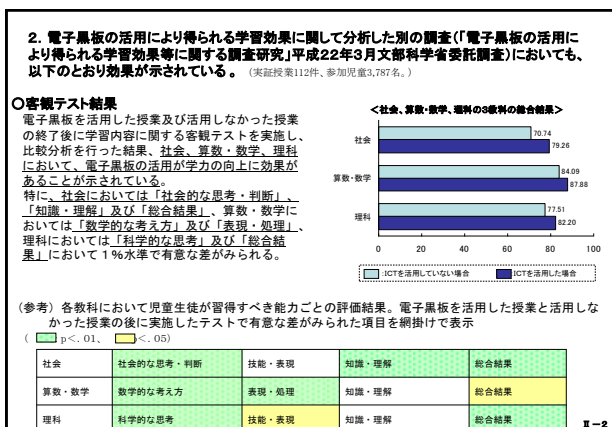 2. 電子黒板の活用により得られる学習効果に関して分析した別の調査(「電子黒板の活用に
より得られる学習効果等に関する調査研究」平成22年3月文部科学省委託調査)においても、
以下のとおり効果が示されている。(実証授業112件、参加児童3,787名。)
○客観テスト結果
電子黒板を活用した授業及び活用しなかった授業
の終了後に学習内容に関する客観テストを実施し、
比較分析を行った結果、社会、算数・数学、理科
において、電子黒板の活用が学力の向上に効果が
あることが示されている。
特に、社会においては「社会的な思考・判断」、
「知識・理解」及び「総合結果」、算数・数学に
おいては「数学的な考え方」及び「表現・処理」、
理科においては「科学的な思考」及び「総合結
果」において1%水準で有意な差がみられる。
<社会、算数・数学、理科の3教科の総合結果>
社会
70.74
79.26
算数・数学
84.09
87.88
理科
77.51
82.20
0 20 40 60 80 100
:ICTを活用していない場合 :ICTを活用した場合
(参考) 各教科において児童生徒が習得すべき能力ごとの評価結果。電子黒板を活用した授業と活用しな
かった授業の後に実施したテストで有意な差がみられた項目を網掛けで表示
( p<.01、 p<.05)
社会 社会的な思考・判断 技能・表現 知識・理解 総合結果
算数・数学 数学的な考え方 表現・処理 知識・理解 総合結果
理科 科学的な思考 技能・表現 知識・理解 総合結果
Ⅱ-2